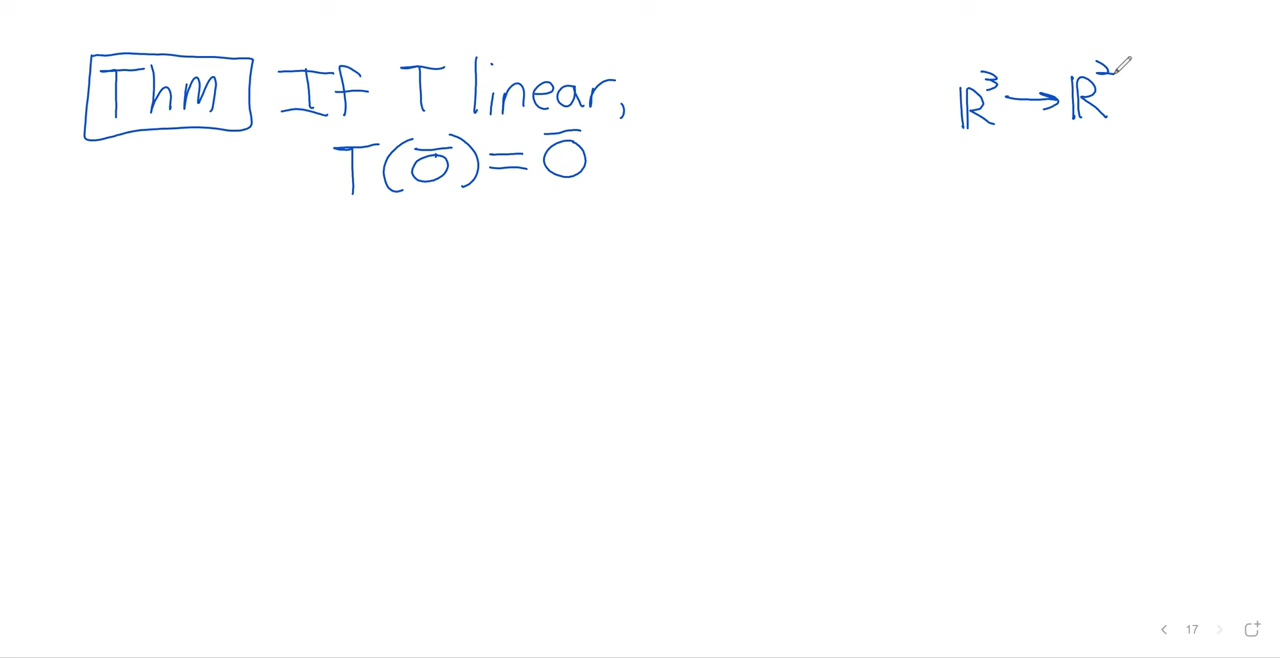 Thm If T linear,
T(0̅) = 0̅
ℝ³ → ℝ²
17